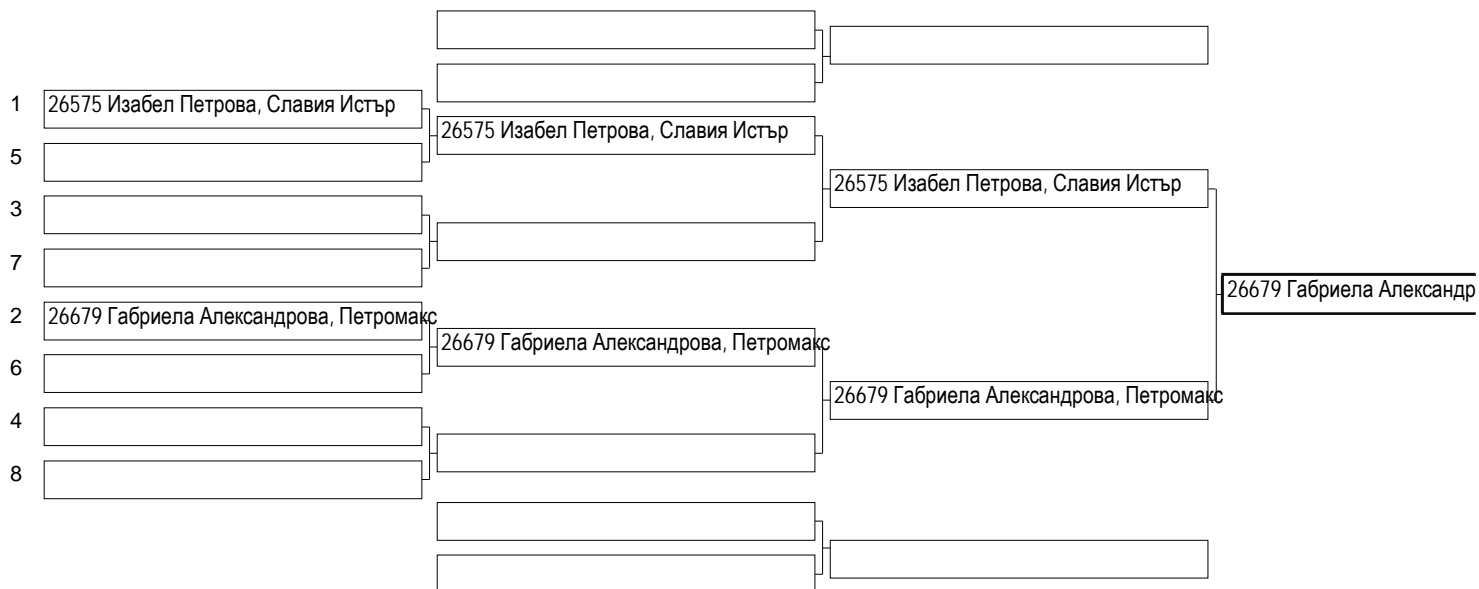 1 26575 Изабел Петрова, Славия Истър
26575 Изабел Петрова, Славия Истър
5
26575 Изабел Петрова, Славия Истър
3
7
26679 Габриела Александр
2 26679 Габриела Александрова, Петромакс
26679 Габриела Александрова, Петромакс
6
26679 Габриела Александрова, Петромакс
4
8